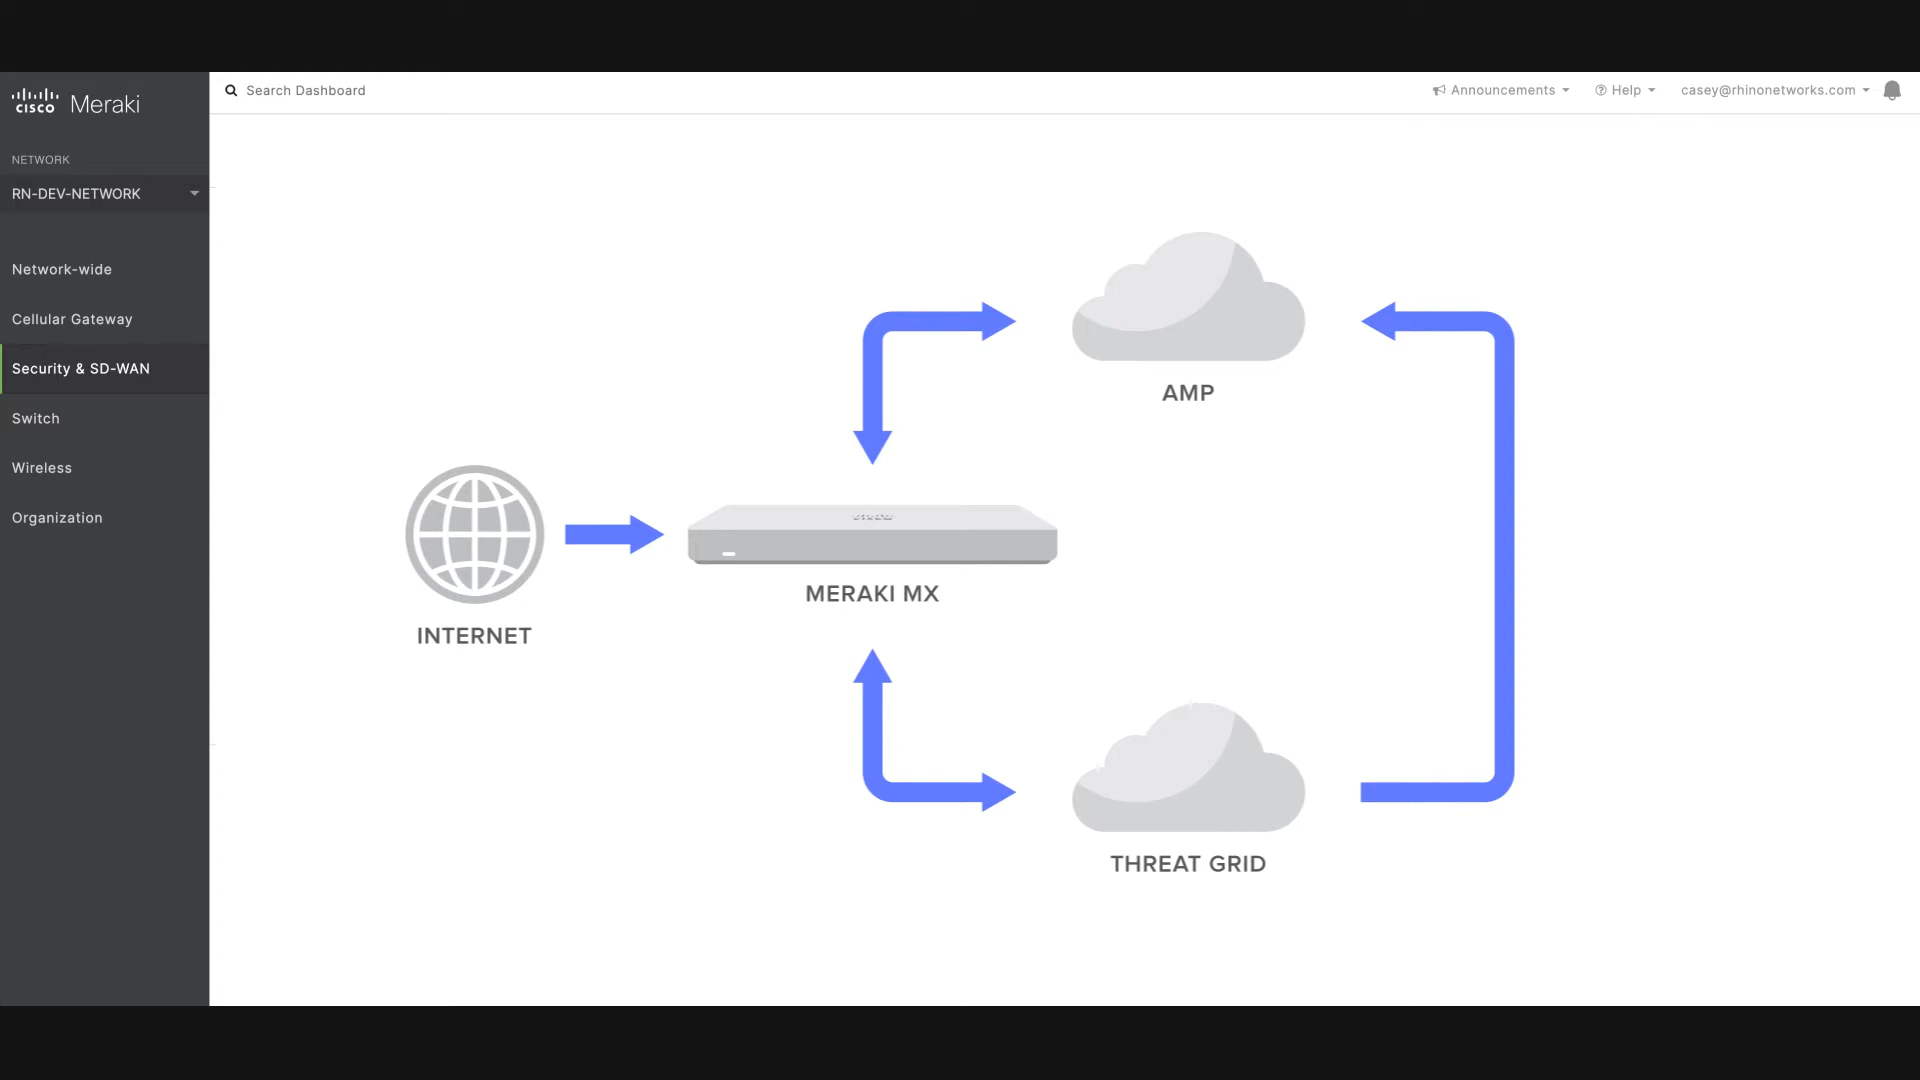 cisco Meraki
Search Dashboard
Announcements
Help
casey@rhinonetworks.com
NETWORK
RN-DEV-NETWORK
Network-wide
Cellular Gateway
Security & SD-WAN
Switch
Wireless
Organization
AMP
cisco
MERAKI MX
INTERNET
THREAT GRID